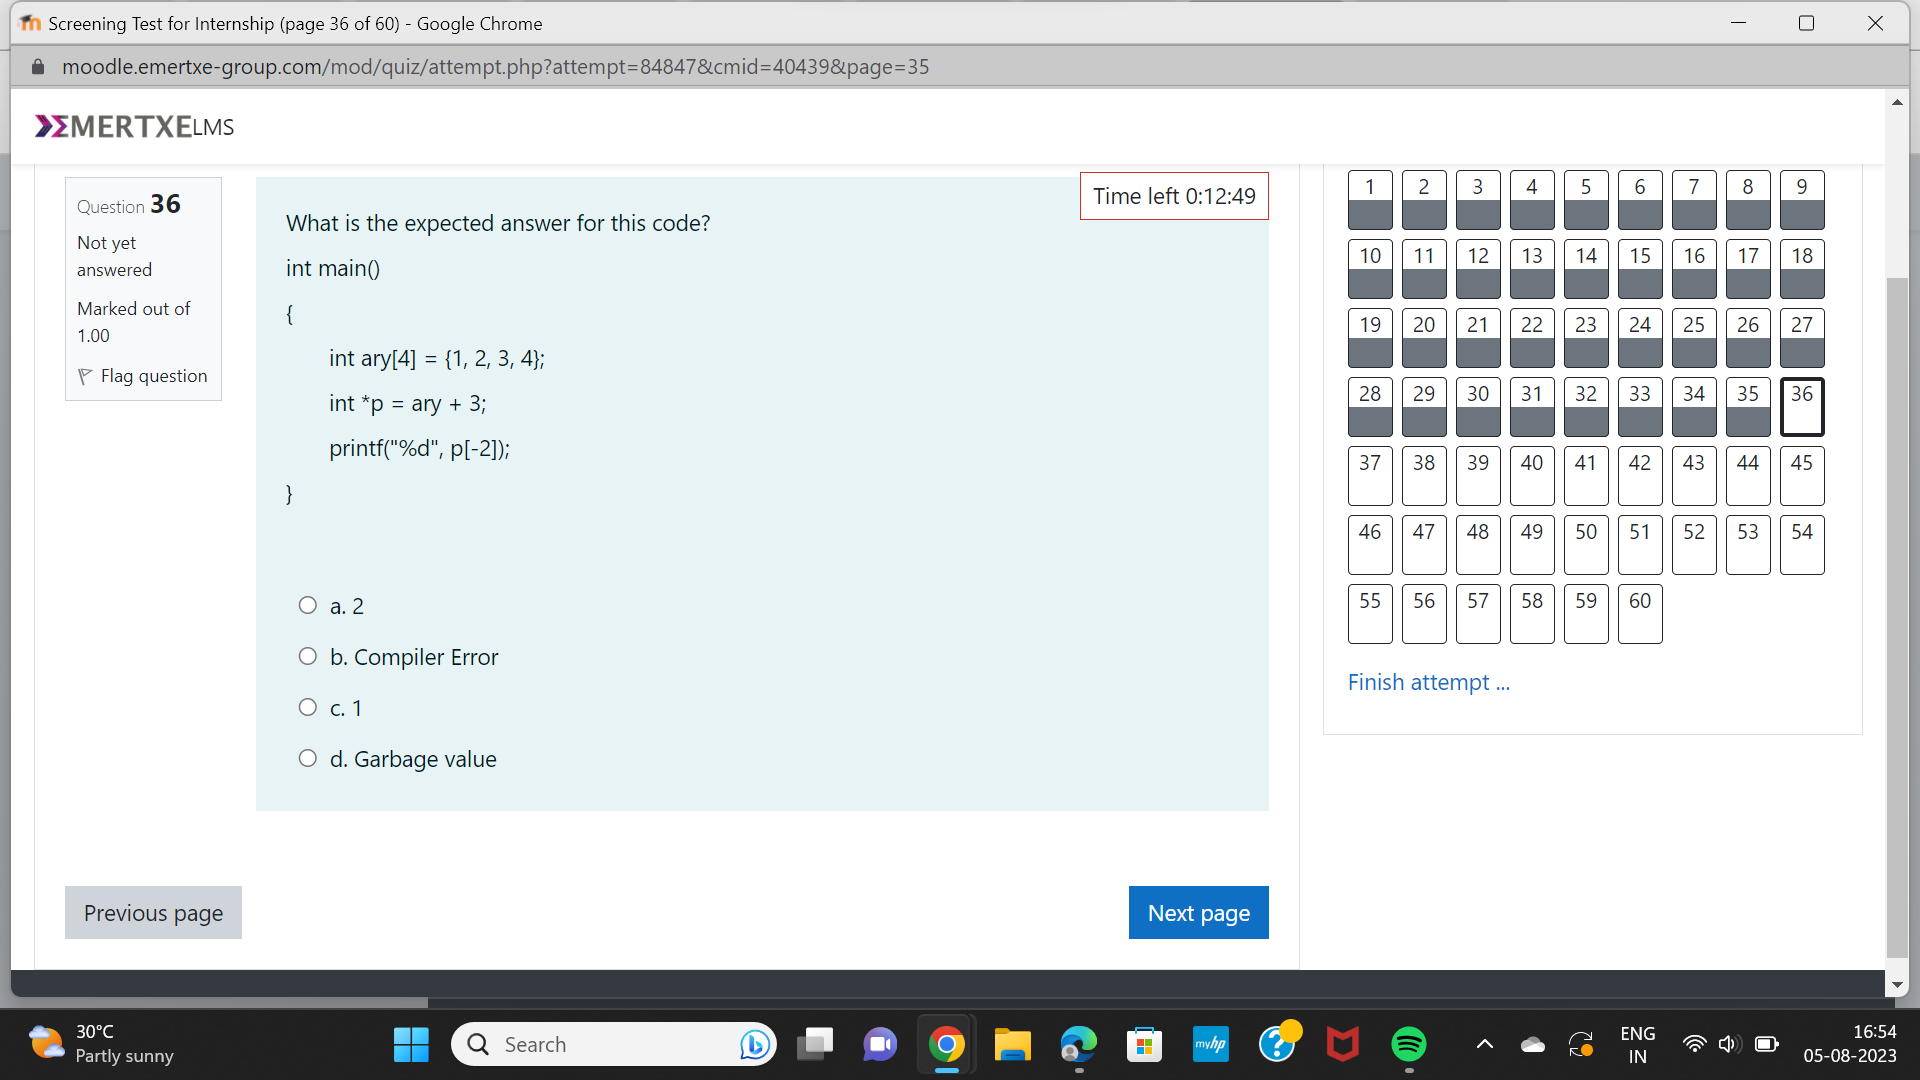 Screening Test for Internship (page 36 of 60) - Google Chrome
moodle.emertxe-group.com/mod/quiz/attempt.php?attempt=84847&cmid=40439&page=35
EMERTXE LMS
Question 36
Not yet
answered
Marked out of
1.00
Flag question
Time left 0:12:49
What is the expected answer for this code?
int main()
{
int ary[4] = {1, 2, 3, 4};
int *p = ary + 3;
printf("%d", p[-2]);
}
a. 2
b. Compiler Error
c. 1
d. Garbage value
Previous page
Next page
1 2 3 4 5 6 7 8 9
10 11 12 13 14 15 16 17 18
19 20 21 22 23 24 25 26 27
28 29 30 31 32 33 34 35 36
37 38 39 40 41 42 43 44 45
46 47 48 49 50 51 52 53 54
55 56 57 58 59 60
Finish attempt ...
30°C
Partly sunny
Search
myhp
ENG
IN
16:54
05-08-2023